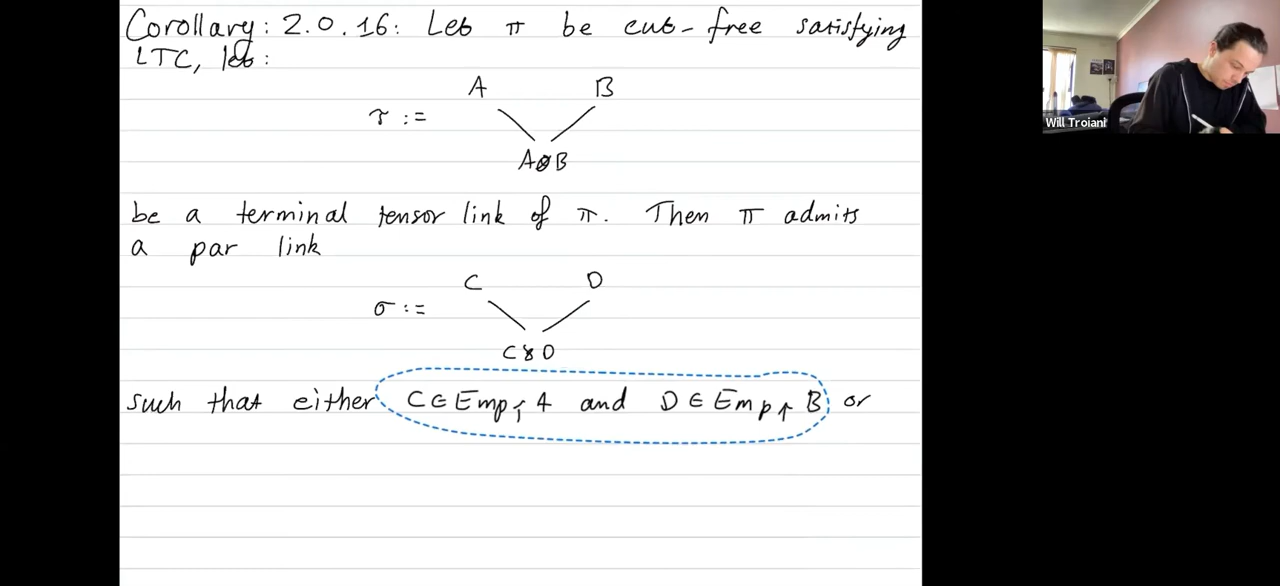 Corollary: 2.0.16: Let π be cut-free satisfying
LTC, let:
A B
τ :=
A⊗B
be a terminal tensor link of π. Then π admits
a par link
C D
σ :=
C⅋D
such that either C ∈ Emp↑ A and D ∈ Emp↑ B or
Will Troiani